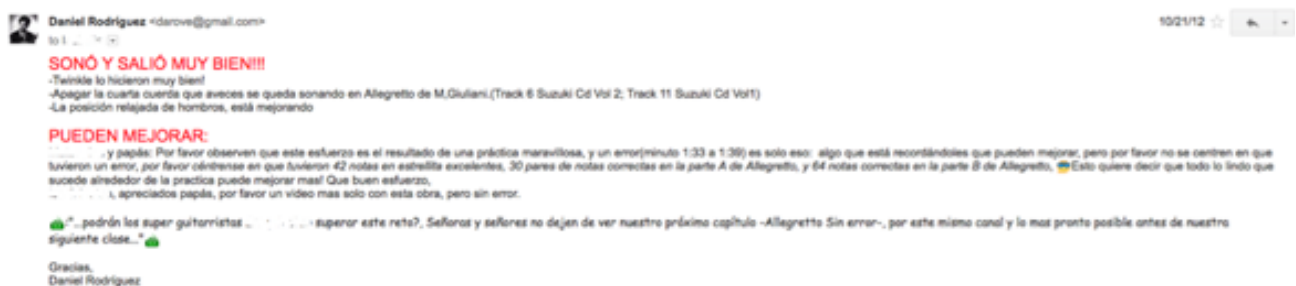 Daniel Rodríguez <darove@gmail.com> 10/21/12
to
SONÓ Y SALIÓ MUY BIEN!!!
-Twinkle lo hicieron muy bien!
-Apagar la cuarta cuerda que aveces se queda sonando en Allegretto de M,Giuliani.(Track 6 Suzuki Cd Vol 2; Track 11 Suzuki Cd Vol1)
-La posición relajada de hombros, está mejorando
PUEDEN MEJORAR:
y papás: Por favor observen que este esfuerzo es el resultado de una práctica maravillosa, y un error(minuto 1:33 a 1:39) es solo eso: algo que está recordándoles que pueden mejorar, pero por favor no se centren en que
tuvieron un error, por favor céntrense en que tuvieron 42 notas en estrellita excelentes, 30 pares de notas correctas en la parte A de Allegretto, y 64 notas correctas en la parte B de Allegretto, Esto quiere decir que todo lo lindo que
sucede alrededor de la practica puede mejorar mas! Que buen esfuerzo,
, apreciados papás, por favor un video mas solo con esta obra, pero sin error.
"...podrán los super guitarristas superar este reto?, Señoras y señores no dejen de ver nuestro próximo capítulo -Allegretto Sin error-, por este mismo canal y lo mas pronto posible antes de nuestra
siguiente clase..."
Gracias,
Daniel Rodríguez